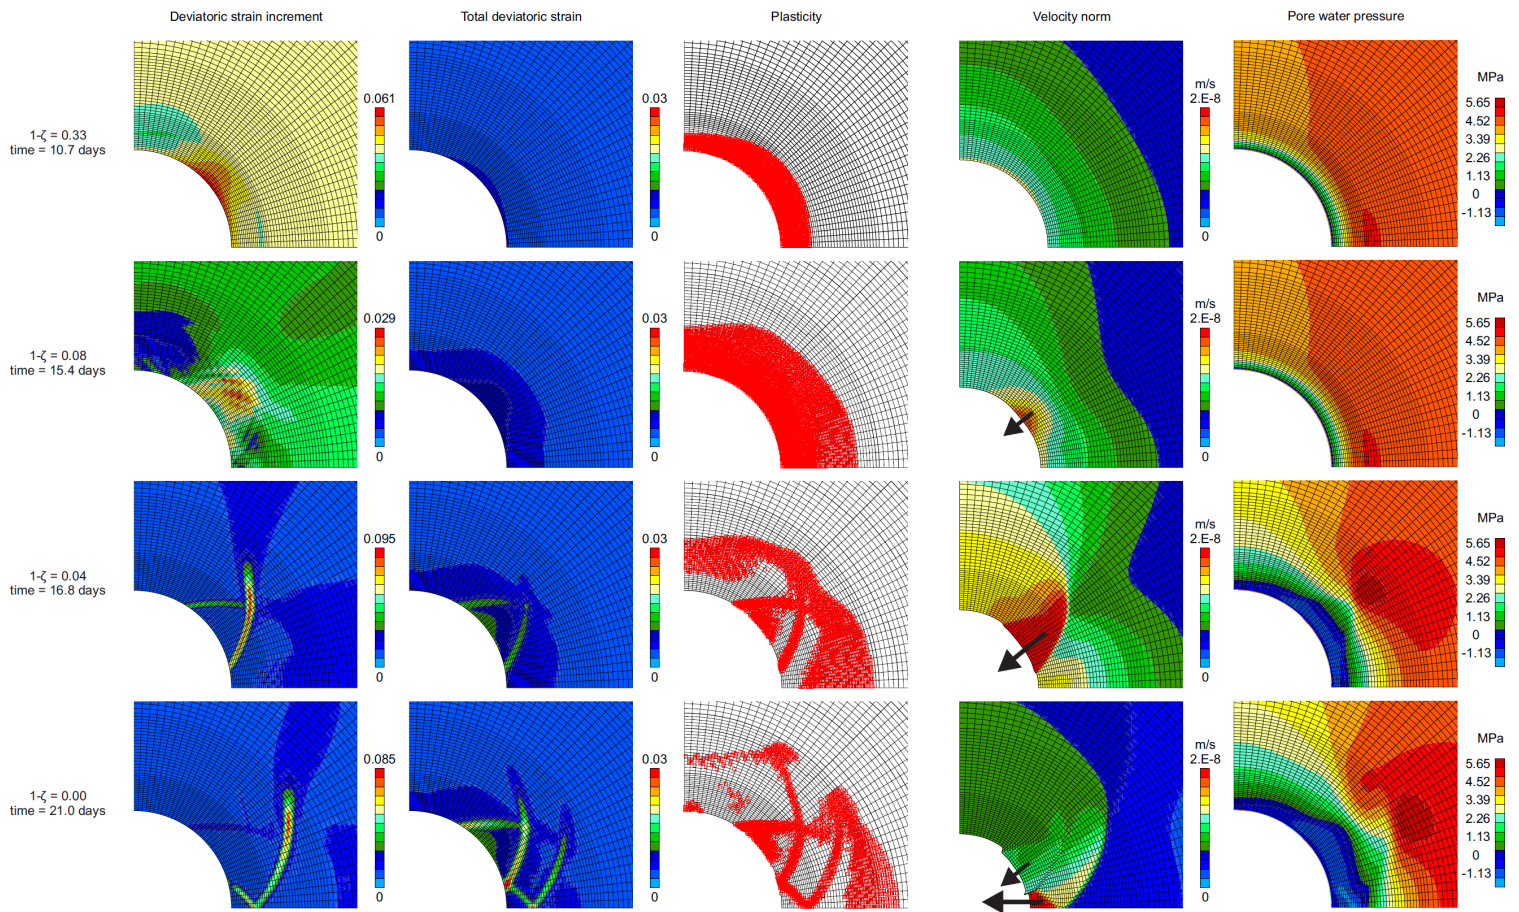 Deviatoric strain increment Total deviatoric strain Plasticity Velocity norm Pore water pressure
1-ζ = 0.33
time = 10.7 days
0.061
0
0.03
0
m/s
2.E-8
0
MPa
5.65
4.52
3.39
2.26
1.13
0
-1.13
1-ζ = 0.08
time = 15.4 days
0.029
0
0.03
0
m/s
2.E-8
0
MPa
5.65
4.52
3.39
2.26
1.13
0
-1.13
1-ζ = 0.04
time = 16.8 days
0.095
0
0.03
0
m/s
2.E-8
0
MPa
5.65
4.52
3.39
2.26
1.13
0
-1.13
1-ζ = 0.00
time = 21.0 days
0.085
0
0.03
0
m/s
2.E-8
0
MPa
5.65
4.52
3.39
2.26
1.13
0
-1.13